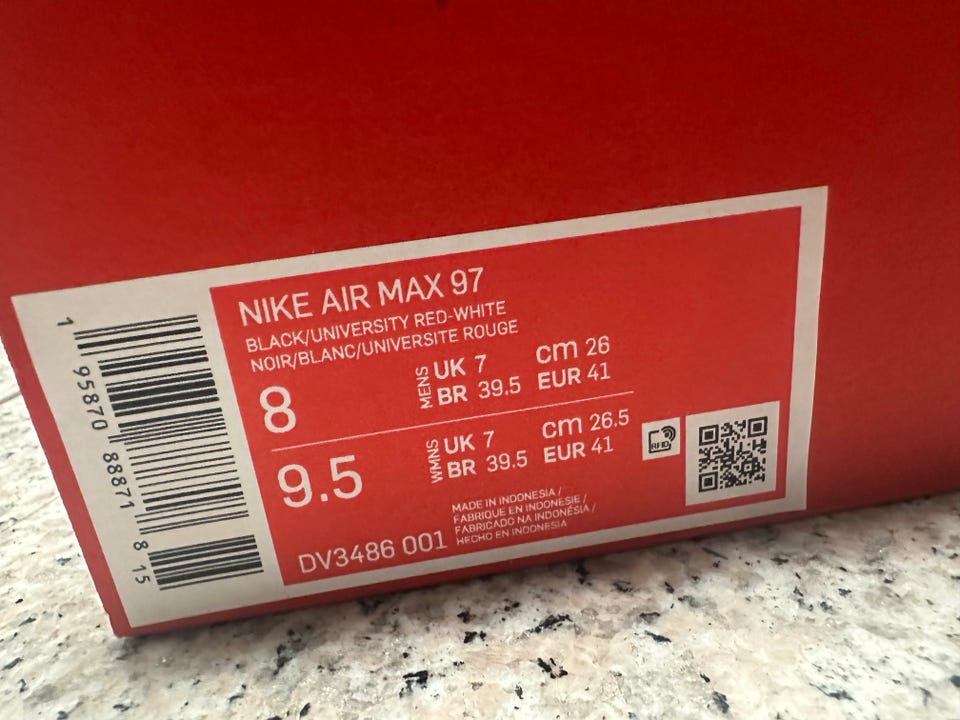 NIKE AIR MAX 97
BLACK/UNIVERSITY RED-WHITE
NOIR/BLANC/UNIVERSITE ROUGE
8
MENS
UK 7 cm 26
BR 39.5 EUR 41
9.5
WMNS
UK 7 cm 26.5
BR 39.5 EUR 41
RFID
DV3486 001
MADE IN INDONESIA /
FABRIQUE EN INDONESIE /
FABRICADO NA INDONÉSIA /
HECHO EN INDONESIA
1 95870 88871 8 15